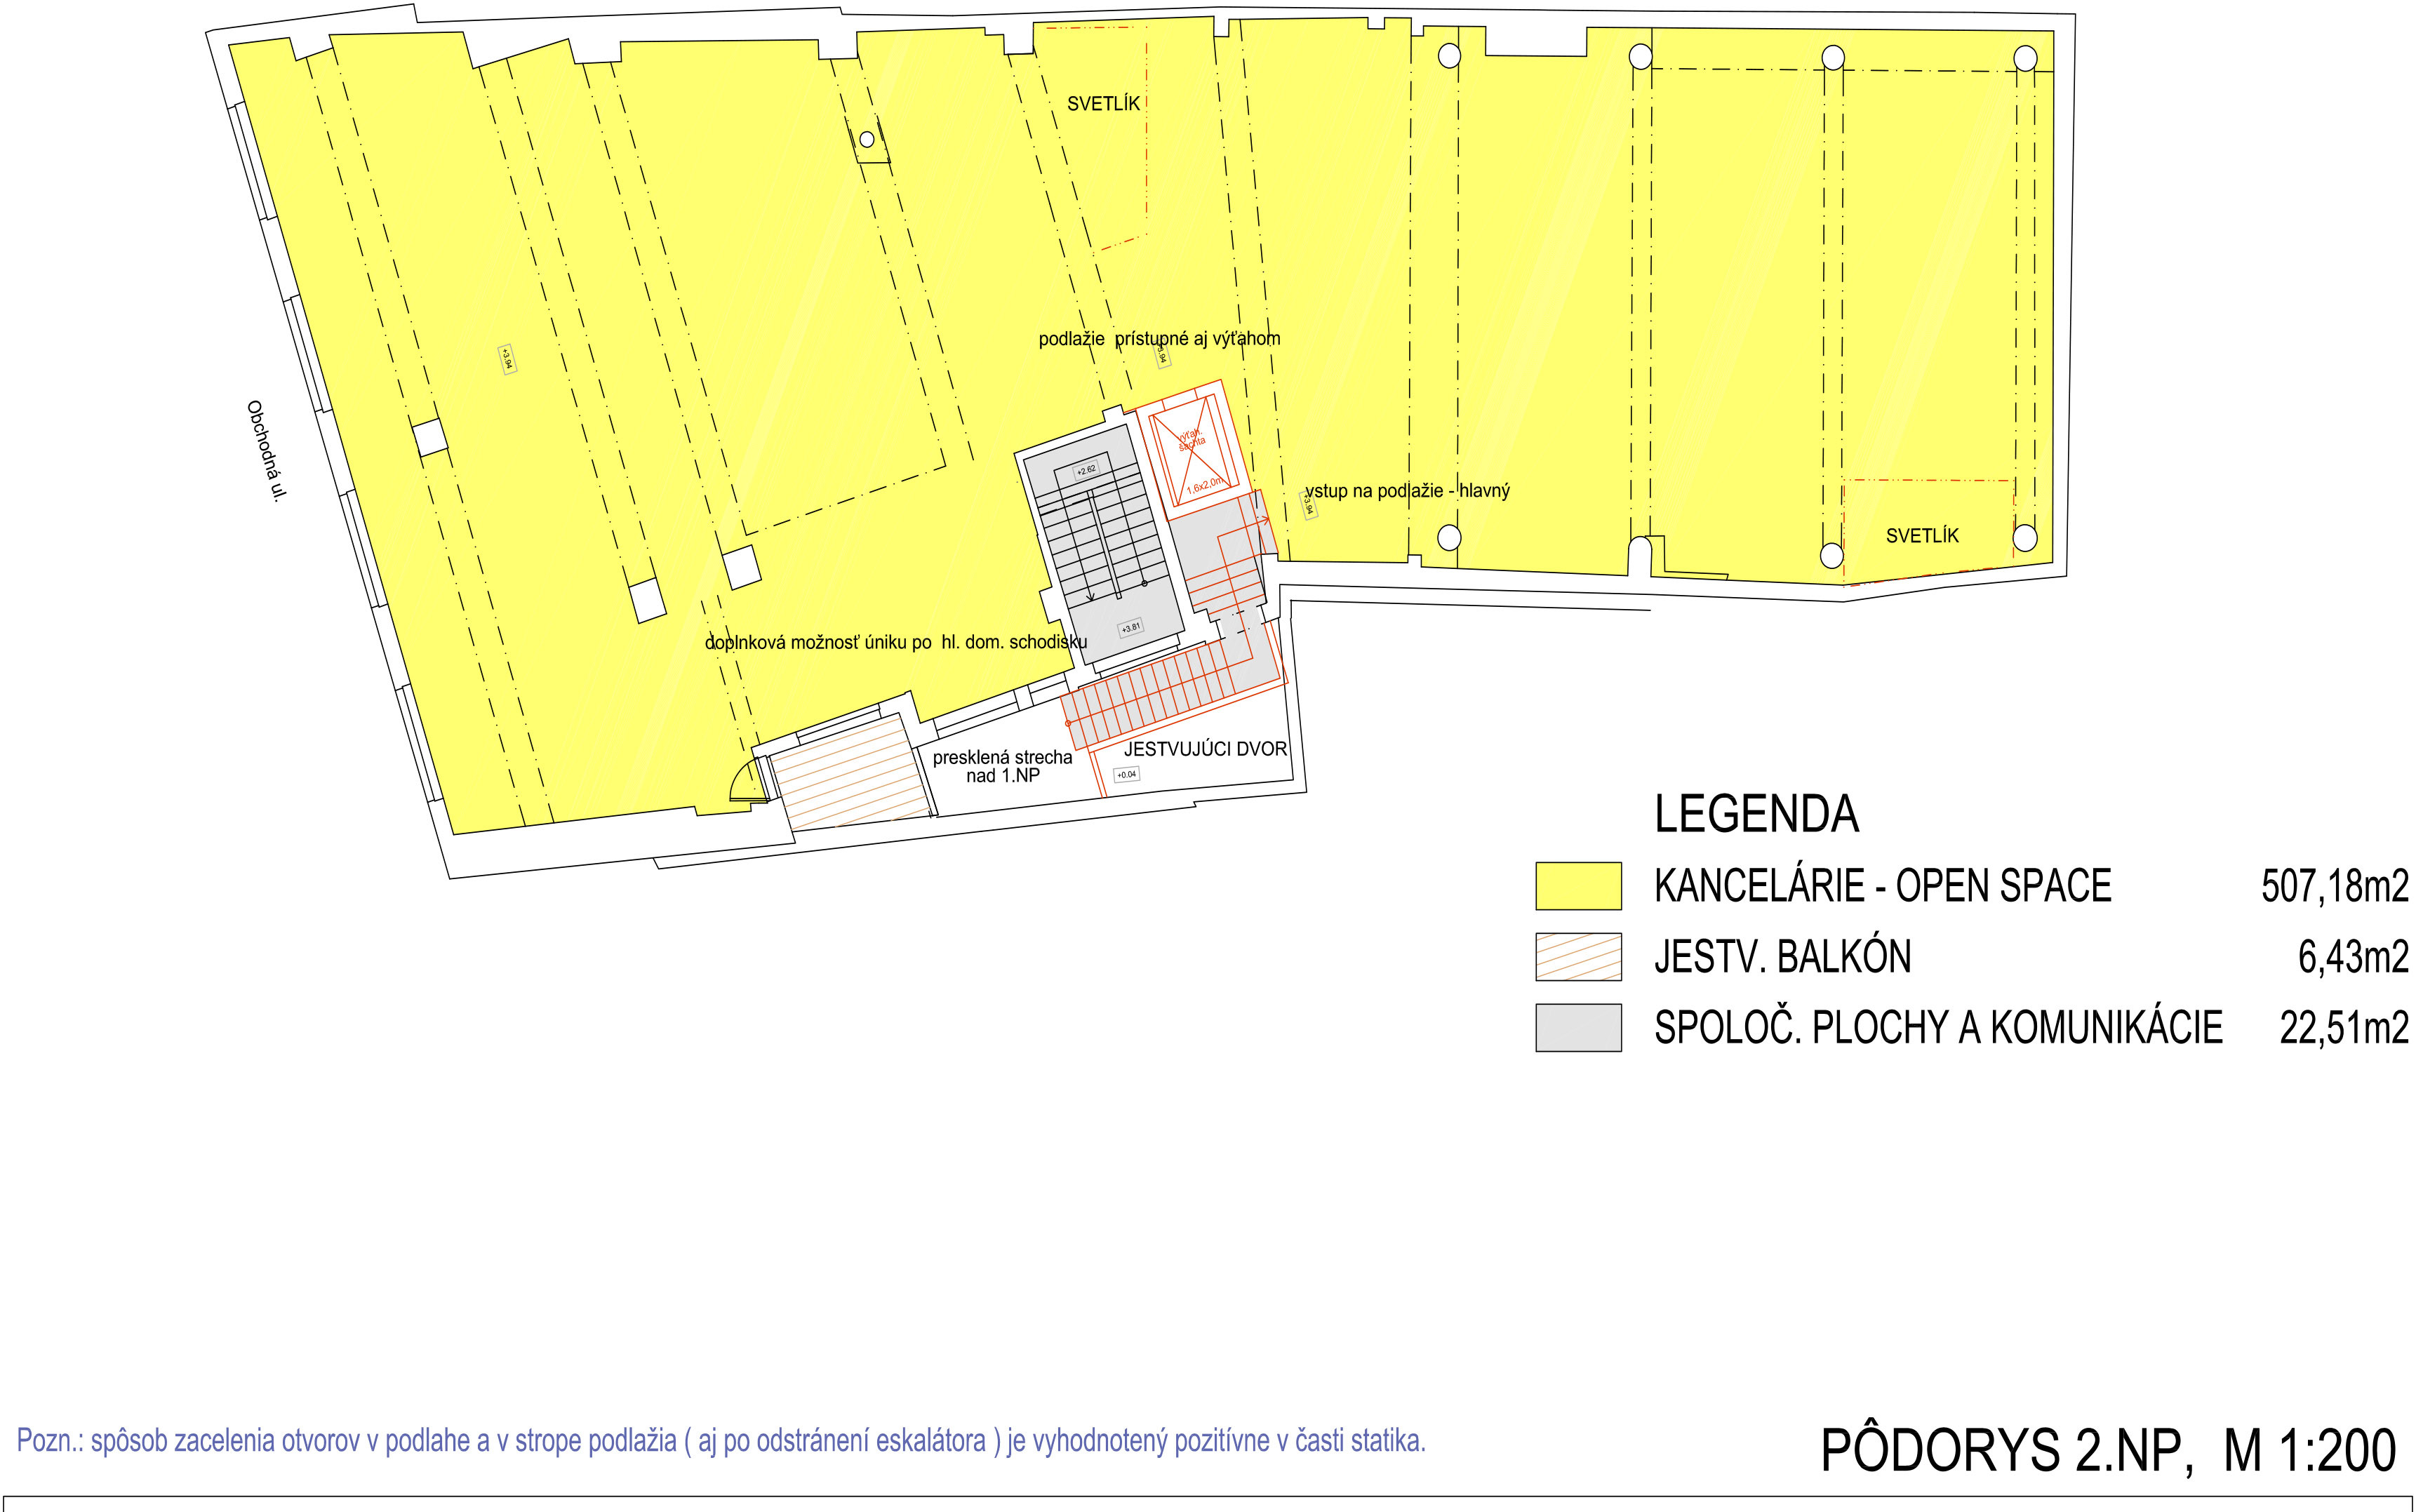 SVETLÍK
podlažie  prístupné aj výťahom
+3.94
+3.94
Obchodná ul.
výťah.
šachta
1,6x2,0m
+2.62
vstup na podlažie - hlavný
+3.94
SVETLÍK
+3.81
doplnková možnosť úniku po  hl. dom. schodisku
presklená strecha
nad 1.NP
JESTVUJÚCI DVOR
+0.04
LEGENDA
KANCELÁRIE - OPEN SPACE 507,18m2
JESTV. BALKÓN 6,43m2
SPOLOČ. PLOCHY A KOMUNIKÁCIE 22,51m2
Pozn.: spôsob zacelenia otvorov v podlahe a v strope podlažia ( aj po odstránení eskalátora ) je vyhodnotený pozitívne v časti statika.
PÔDORYS 2.NP,  M 1:200